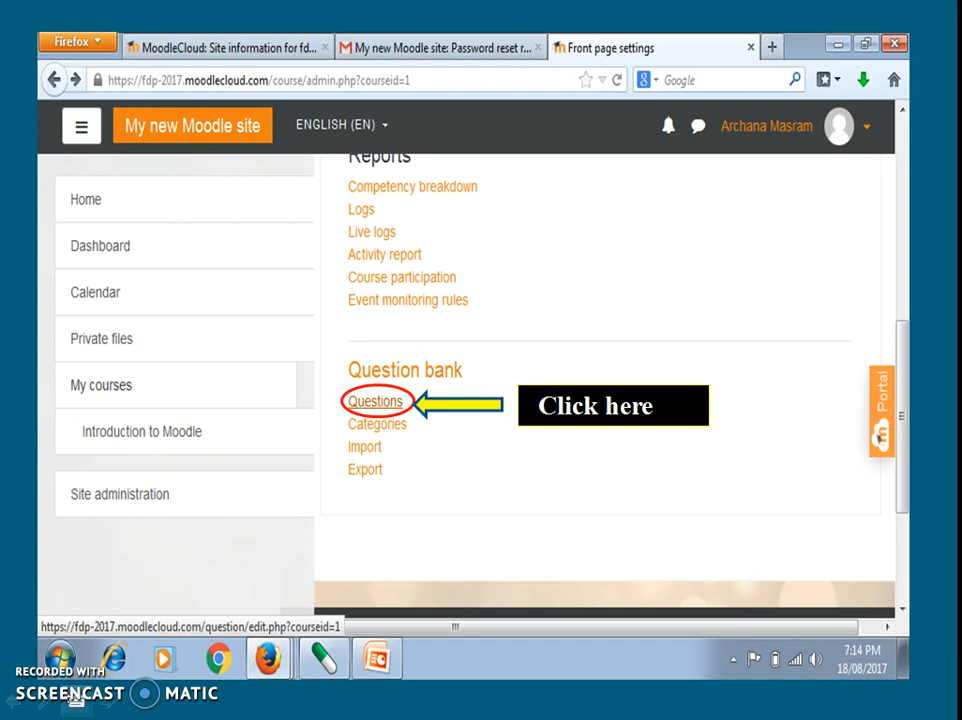 Firefox
MoodleCloud: Site information for fd...
My new Moodle site: Password reset r...
Front page settings
https://fdp-2017.moodlecloud.com/course/admin.php?courseid=1
Google
My new Moodle site
ENGLISH (EN)
Archana Masram
Reports
Home
Dashboard
Calendar
Private files
My courses
Introduction to Moodle
Site administration
Competency breakdown
Logs
Live logs
Activity report
Course participation
Event monitoring rules
Question bank
Questions
Click here
Categories
Import
Export
Portal
https://fdp-2017.moodlecloud.com/question/edit.php?courseid=1
7:14 PM
18/08/2017
RECORDED WITH
SCREENCAST MATIC